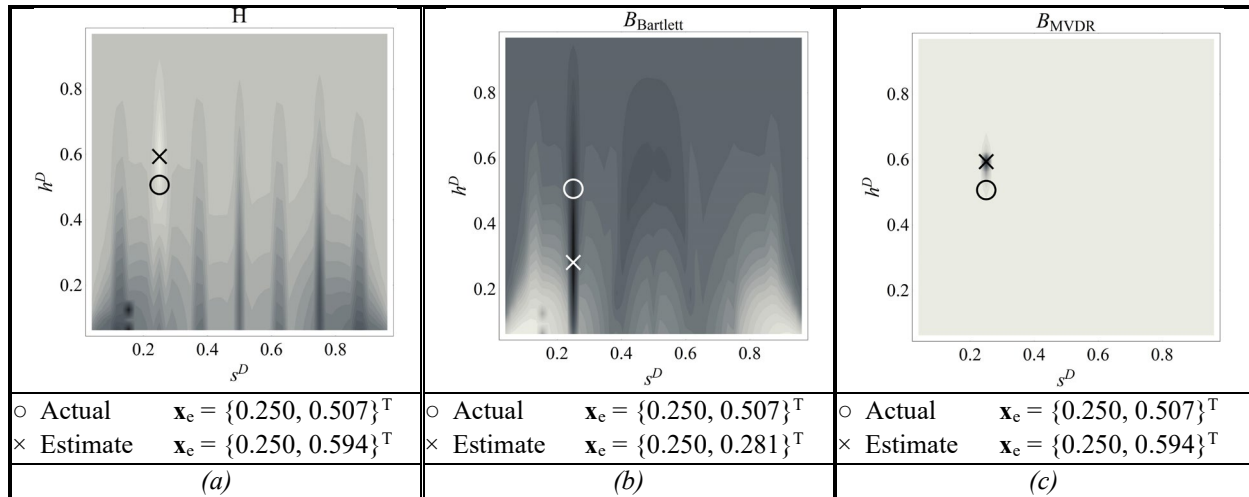 H
0.8
0.6
h^D
0.4
0.2
0.2 0.4 0.6 0.8
s^D
○ Actual x_e = {0.250, 0.507}^T
× Estimate x_e = {0.250, 0.594}^T
(a)
B_Bartlett
0.8
0.6
h^D
0.4
0.2
0.2 0.4 0.6 0.8
s^D
○ Actual x_e = {0.250, 0.507}^T
× Estimate x_e = {0.250, 0.281}^T
(b)
B_MVDR
0.8
0.6
h^D
0.4
0.2
0.2 0.4 0.6 0.8
s^D
○ Actual x_e = {0.250, 0.507}^T
× Estimate x_e = {0.250, 0.594}^T
(c)